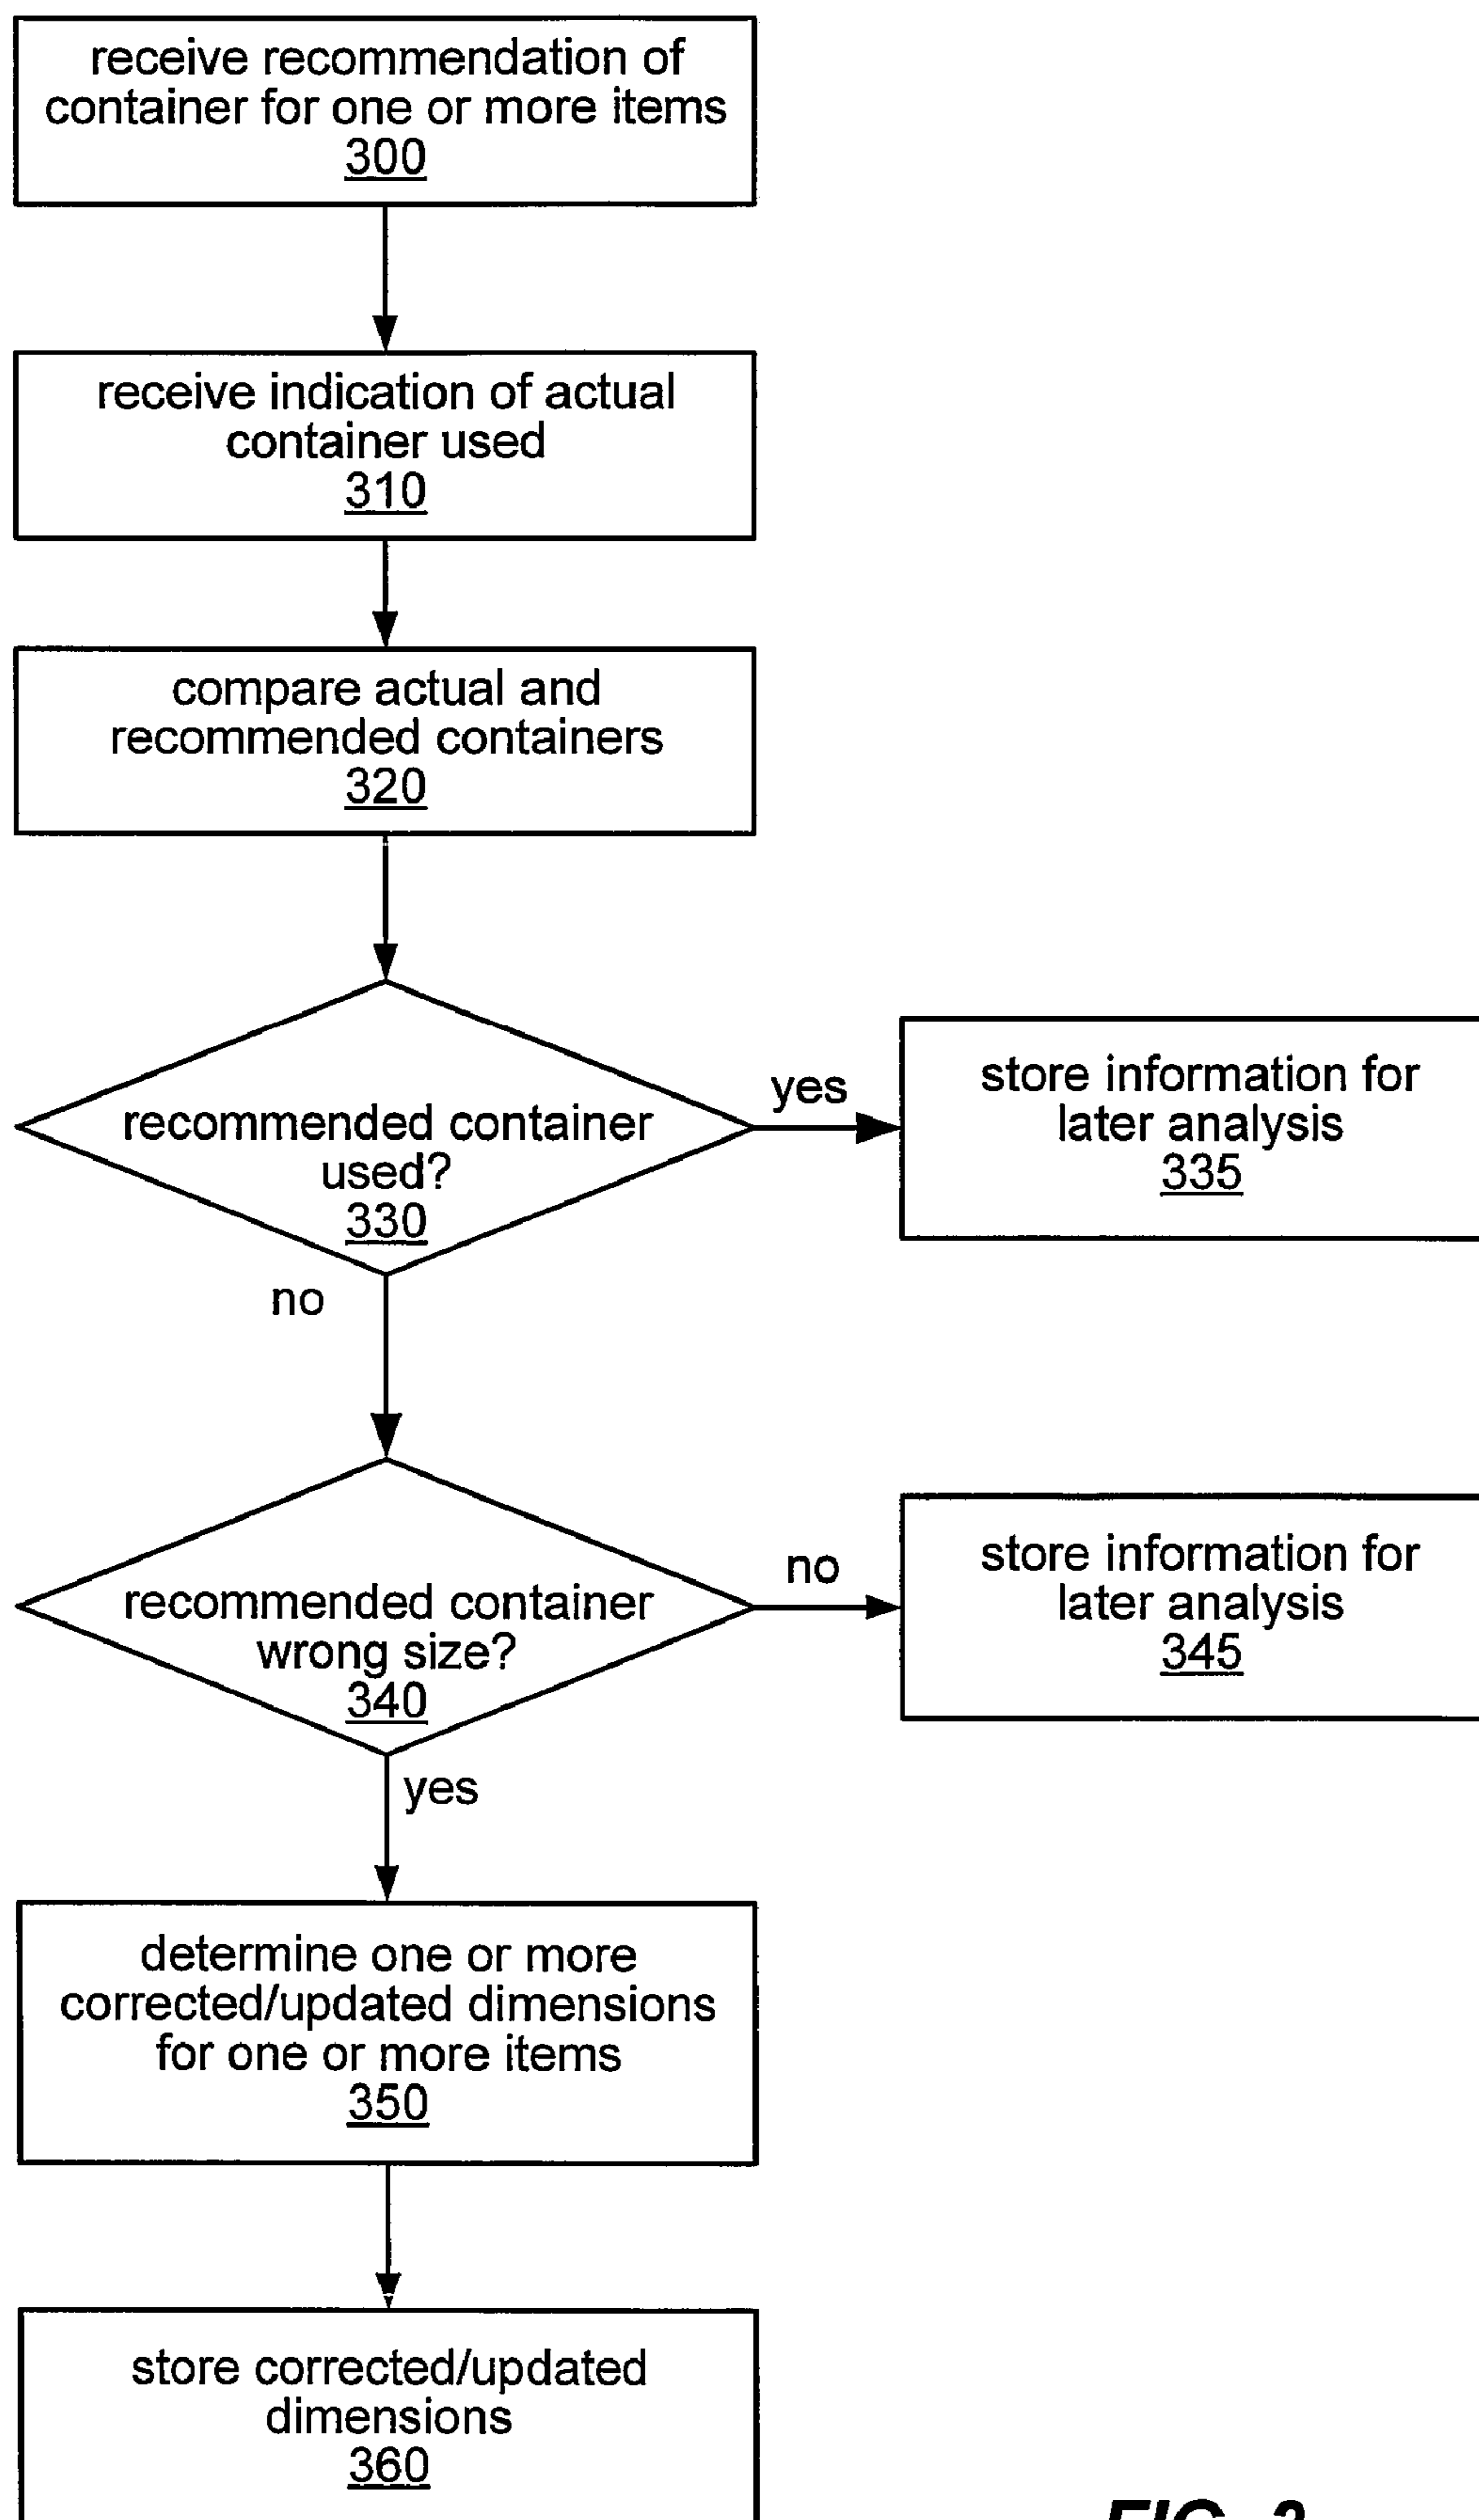 receive recommendation of
container for one or more items
300
receive indication of actual
container used
310
compare actual and
recommended containers
320
recommended container
used?
330
yes
store information for
later analysis
335
no
recommended container
wrong size?
340
no
store information for
later analysis
345
yes
determine one or more
corrected/updated dimensions
for one or more items
350
store corrected/updated
dimensions
360